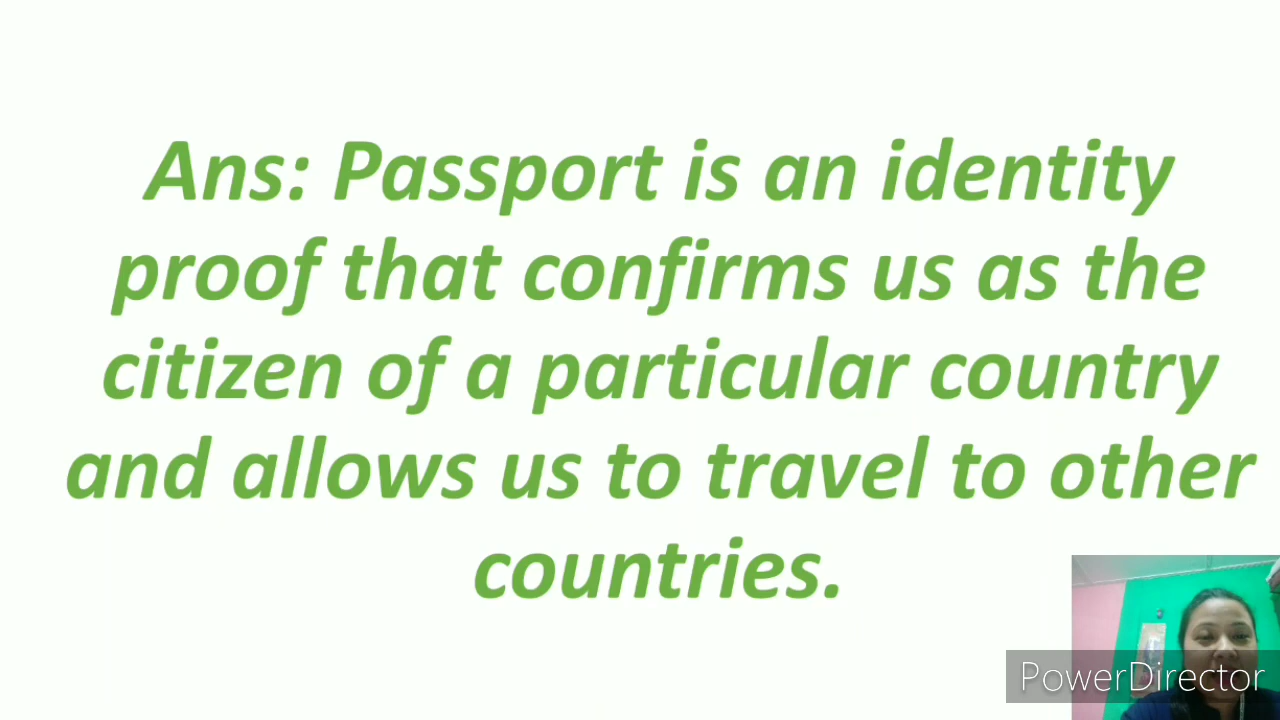 Ans: Passport is an identity
proof that confirms us as the
citizen of a particular country
and allows us to travel to other
countries.
PowerDirector